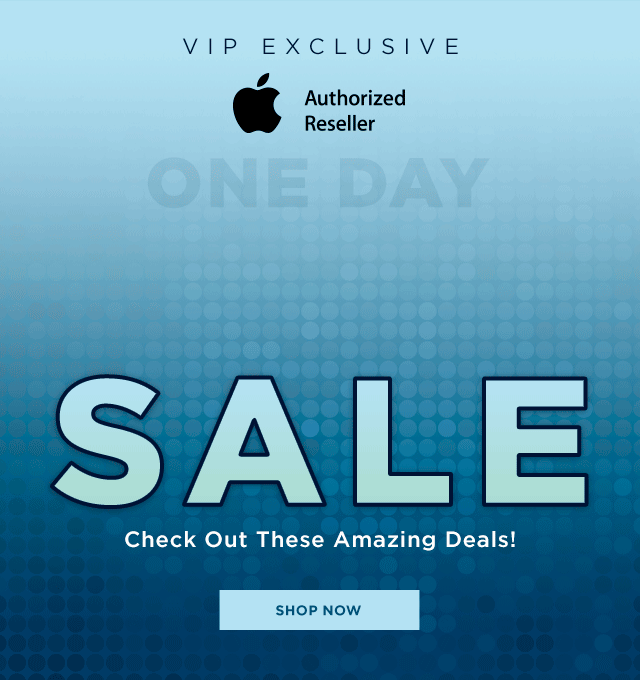 VIP EXCLUSIVE
Authorized
Reseller
ONE DAY
SALE
Check Out These Amazing Deals!
SHOP NOW